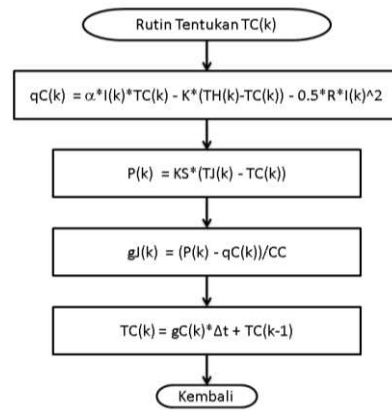 Rutin Tentukan TC(k)
qC(k) = α*I(k)*TC(k) - K*(TH(k)-TC(k)) - 0.5*R*I(k)^2
P(k) = KS*(TJ(k) - TC(k))
gJ(k) = (P(k) - qC(k))/CC
TC(k) = gC(k)*Δt + TC(k-1)
Kembali